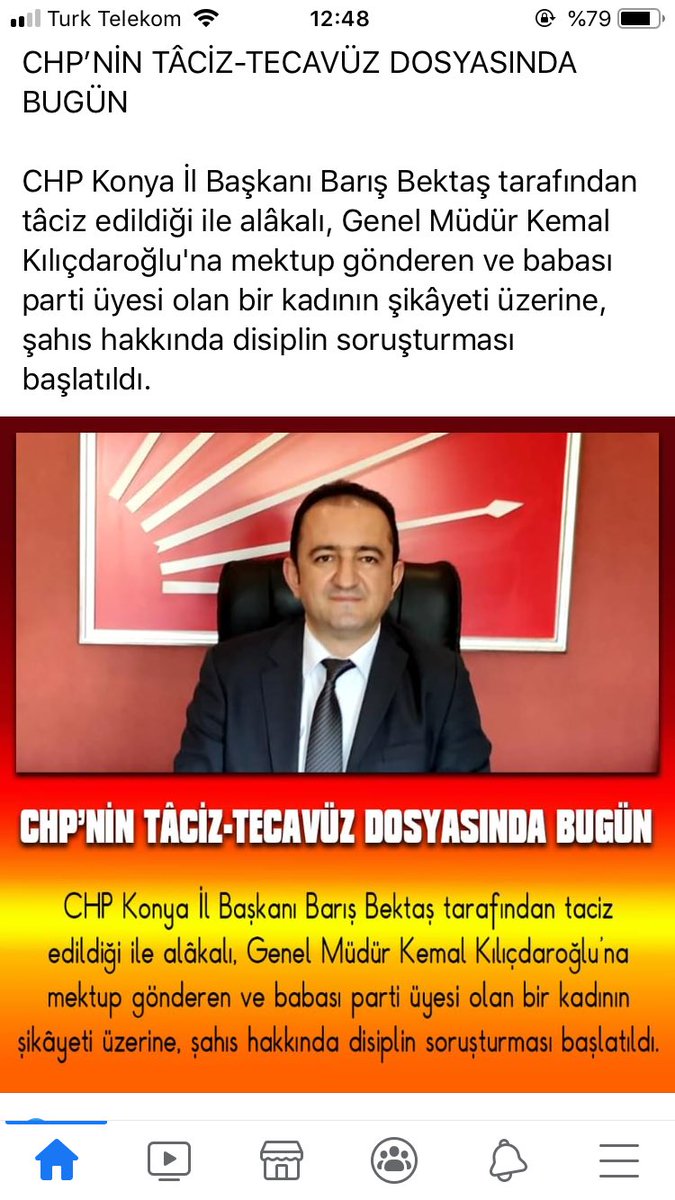 Turk Telekom
12:48
%79
CHP’NİN TÂCİZ-TECAVÜZ DOSYASINDA
BUGÜN
CHP Konya İl Başkanı Barış Bektaş tarafından
tâciz edildiği ile alâkalı, Genel Müdür Kemal
Kılıçdaroğlu'na mektup gönderen ve babası
parti üyesi olan bir kadının şikâyeti üzerine,
şahıs hakkında disiplin soruşturması
başlatıldı.
CHP’NİN TÂCİZ-TECAVÜZ DOSYASINDA BUGÜN
CHP Konya İl Başkanı Barış Bektaş tarafından taciz
edildiği ile alâkalı, Genel Müdür Kemal Kılıçdaroğlu’na
mektup gönderen ve babası parti üyesi olan bir kadının
şikâyeti üzerine, şahıs hakkında disiplin soruşturması başlatıldı.